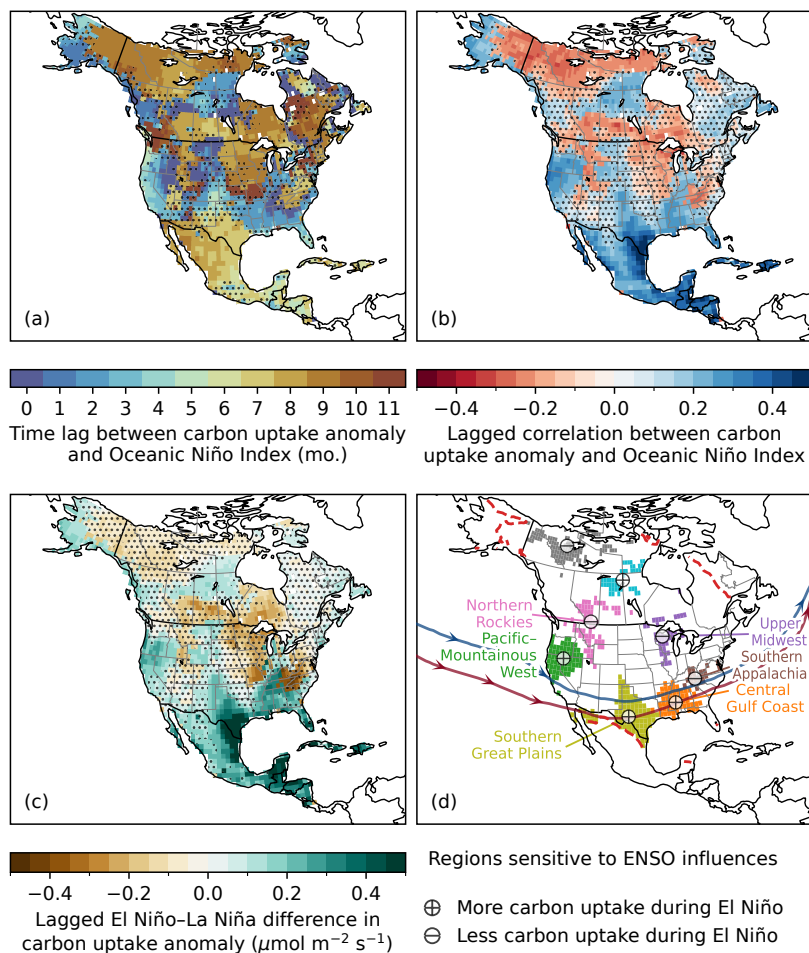 (a)
(b)
0 1 2 3 4 5 6 7 8 9 10 11
−0.4 −0.2 0.0 0.2 0.4
Time lag between carbon uptake anomaly
and Oceanic Niño Index (mo.)
Lagged correlation between carbon
uptake anomaly and Oceanic Niño Index
(c)
Northern
Rockies
Pacific–
Mountainous
West
Upper
Midwest
Southern
Appalachia
Central
Gulf Coast
Southern
Great Plains
(d)
−0.4 −0.2 0.0 0.2 0.4
Lagged El Niño–La Niña difference in
carbon uptake anomaly (μmol m⁻² s⁻¹)
Regions sensitive to ENSO influences
⊕ More carbon uptake during El Niño
⊖ Less carbon uptake during El Niño